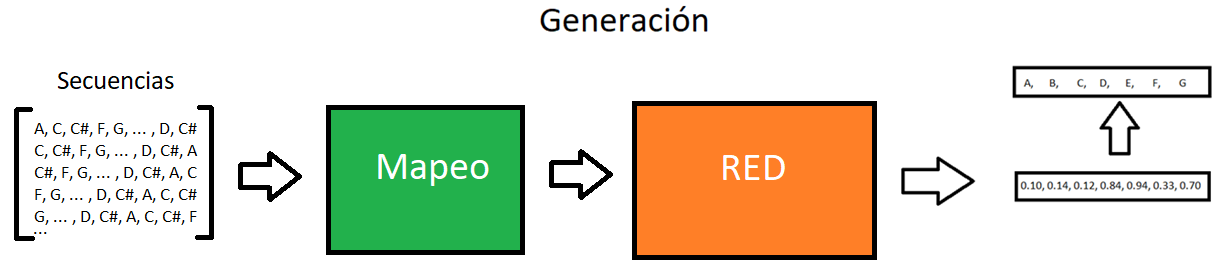 Generación
Secuencias
A, C, C#, F, G, ... , D, C#
C, C#, F, G, ... , D, C#, A
C#, F, G, ... , D, C#, A, C
F, G, ... , D, C#, A, C, C#
G, ... , D, C#, A, C, C#, F
...
Mapeo
RED
A, B, C, D, E, F, G
0.10, 0.14, 0.12, 0.84, 0.94, 0.33, 0.70